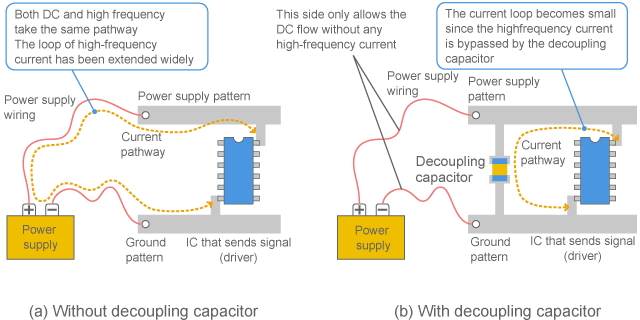 Both DC and high frequency
take the same pathway
The loop of high-frequency
current has been extended widely
Power supply
wiring
Power supply pattern
Current
pathway
+
−
Power
supply
Ground
pattern
IC that sends signal
(driver)
(a) Without decoupling capacitor
This side only allows the
DC flow without any
high-frequency current
The current loop becomes small
since the highfrequency current
is bypassed by the decoupling
capacitor
Power supply
wiring
Power supply
pattern
Current
pathway
Decoupling
capacitor
+
−
Power
supply
Ground
pattern
IC that sends signal
(driver)
(b) With decoupling capacitor